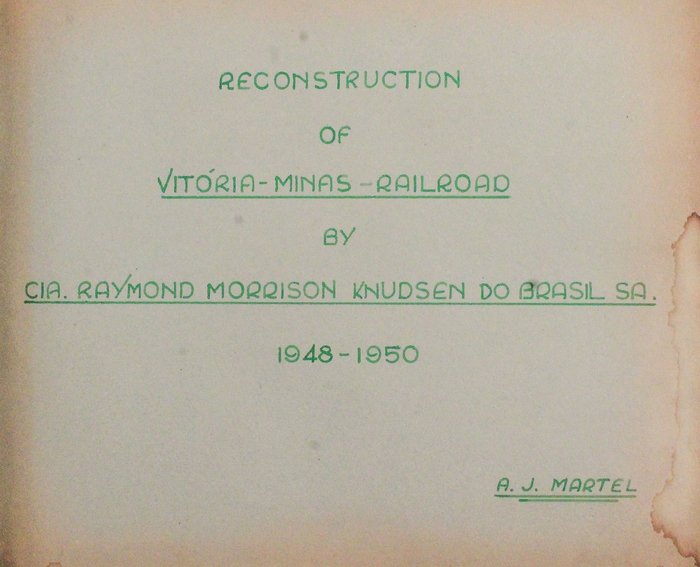 RECONSTRUCTION
OF
VITÓRIA-MINAS-RAILROAD
BY
CIA. RAYMOND MORRISON KNUDSEN DO BRASIL SA.
1948-1950
A. J. MARTEL